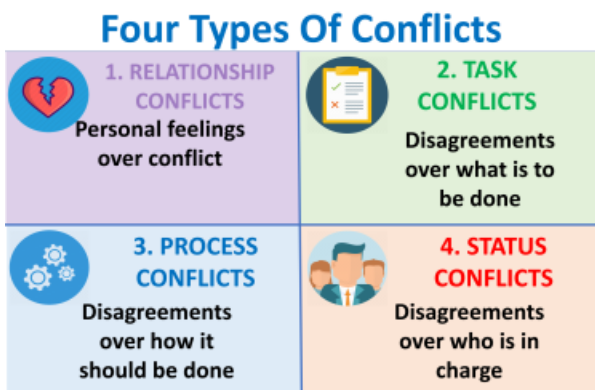 Four Types Of Conflicts
1. RELATIONSHIP
CONFLICTS
Personal feelings
over conflict
2. TASK
CONFLICTS
Disagreements
over what is to
be done
3. PROCESS
CONFLICTS
Disagreements
over how it
should be done
4. STATUS
CONFLICTS
Disagreements
over who is in
charge